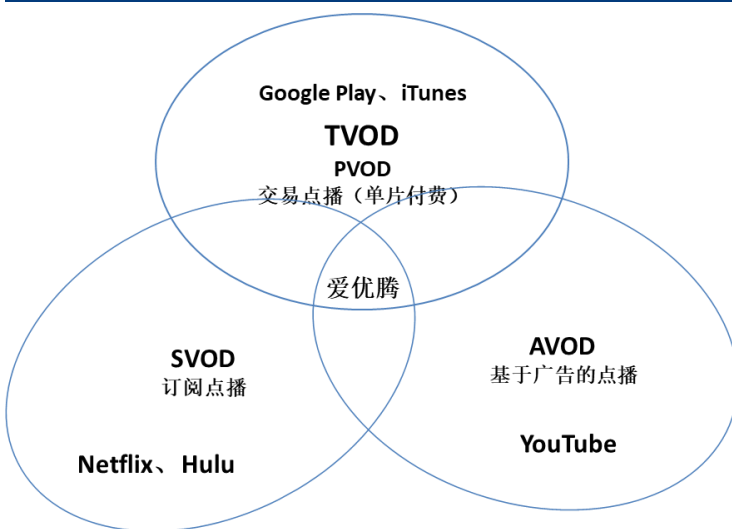 Google Play、iTunes
TVOD
PVOD
交易点播（单片付费）
爱优腾
SVOD
订阅点播
Netflix、Hulu
AVOD
基于广告的点播
YouTube